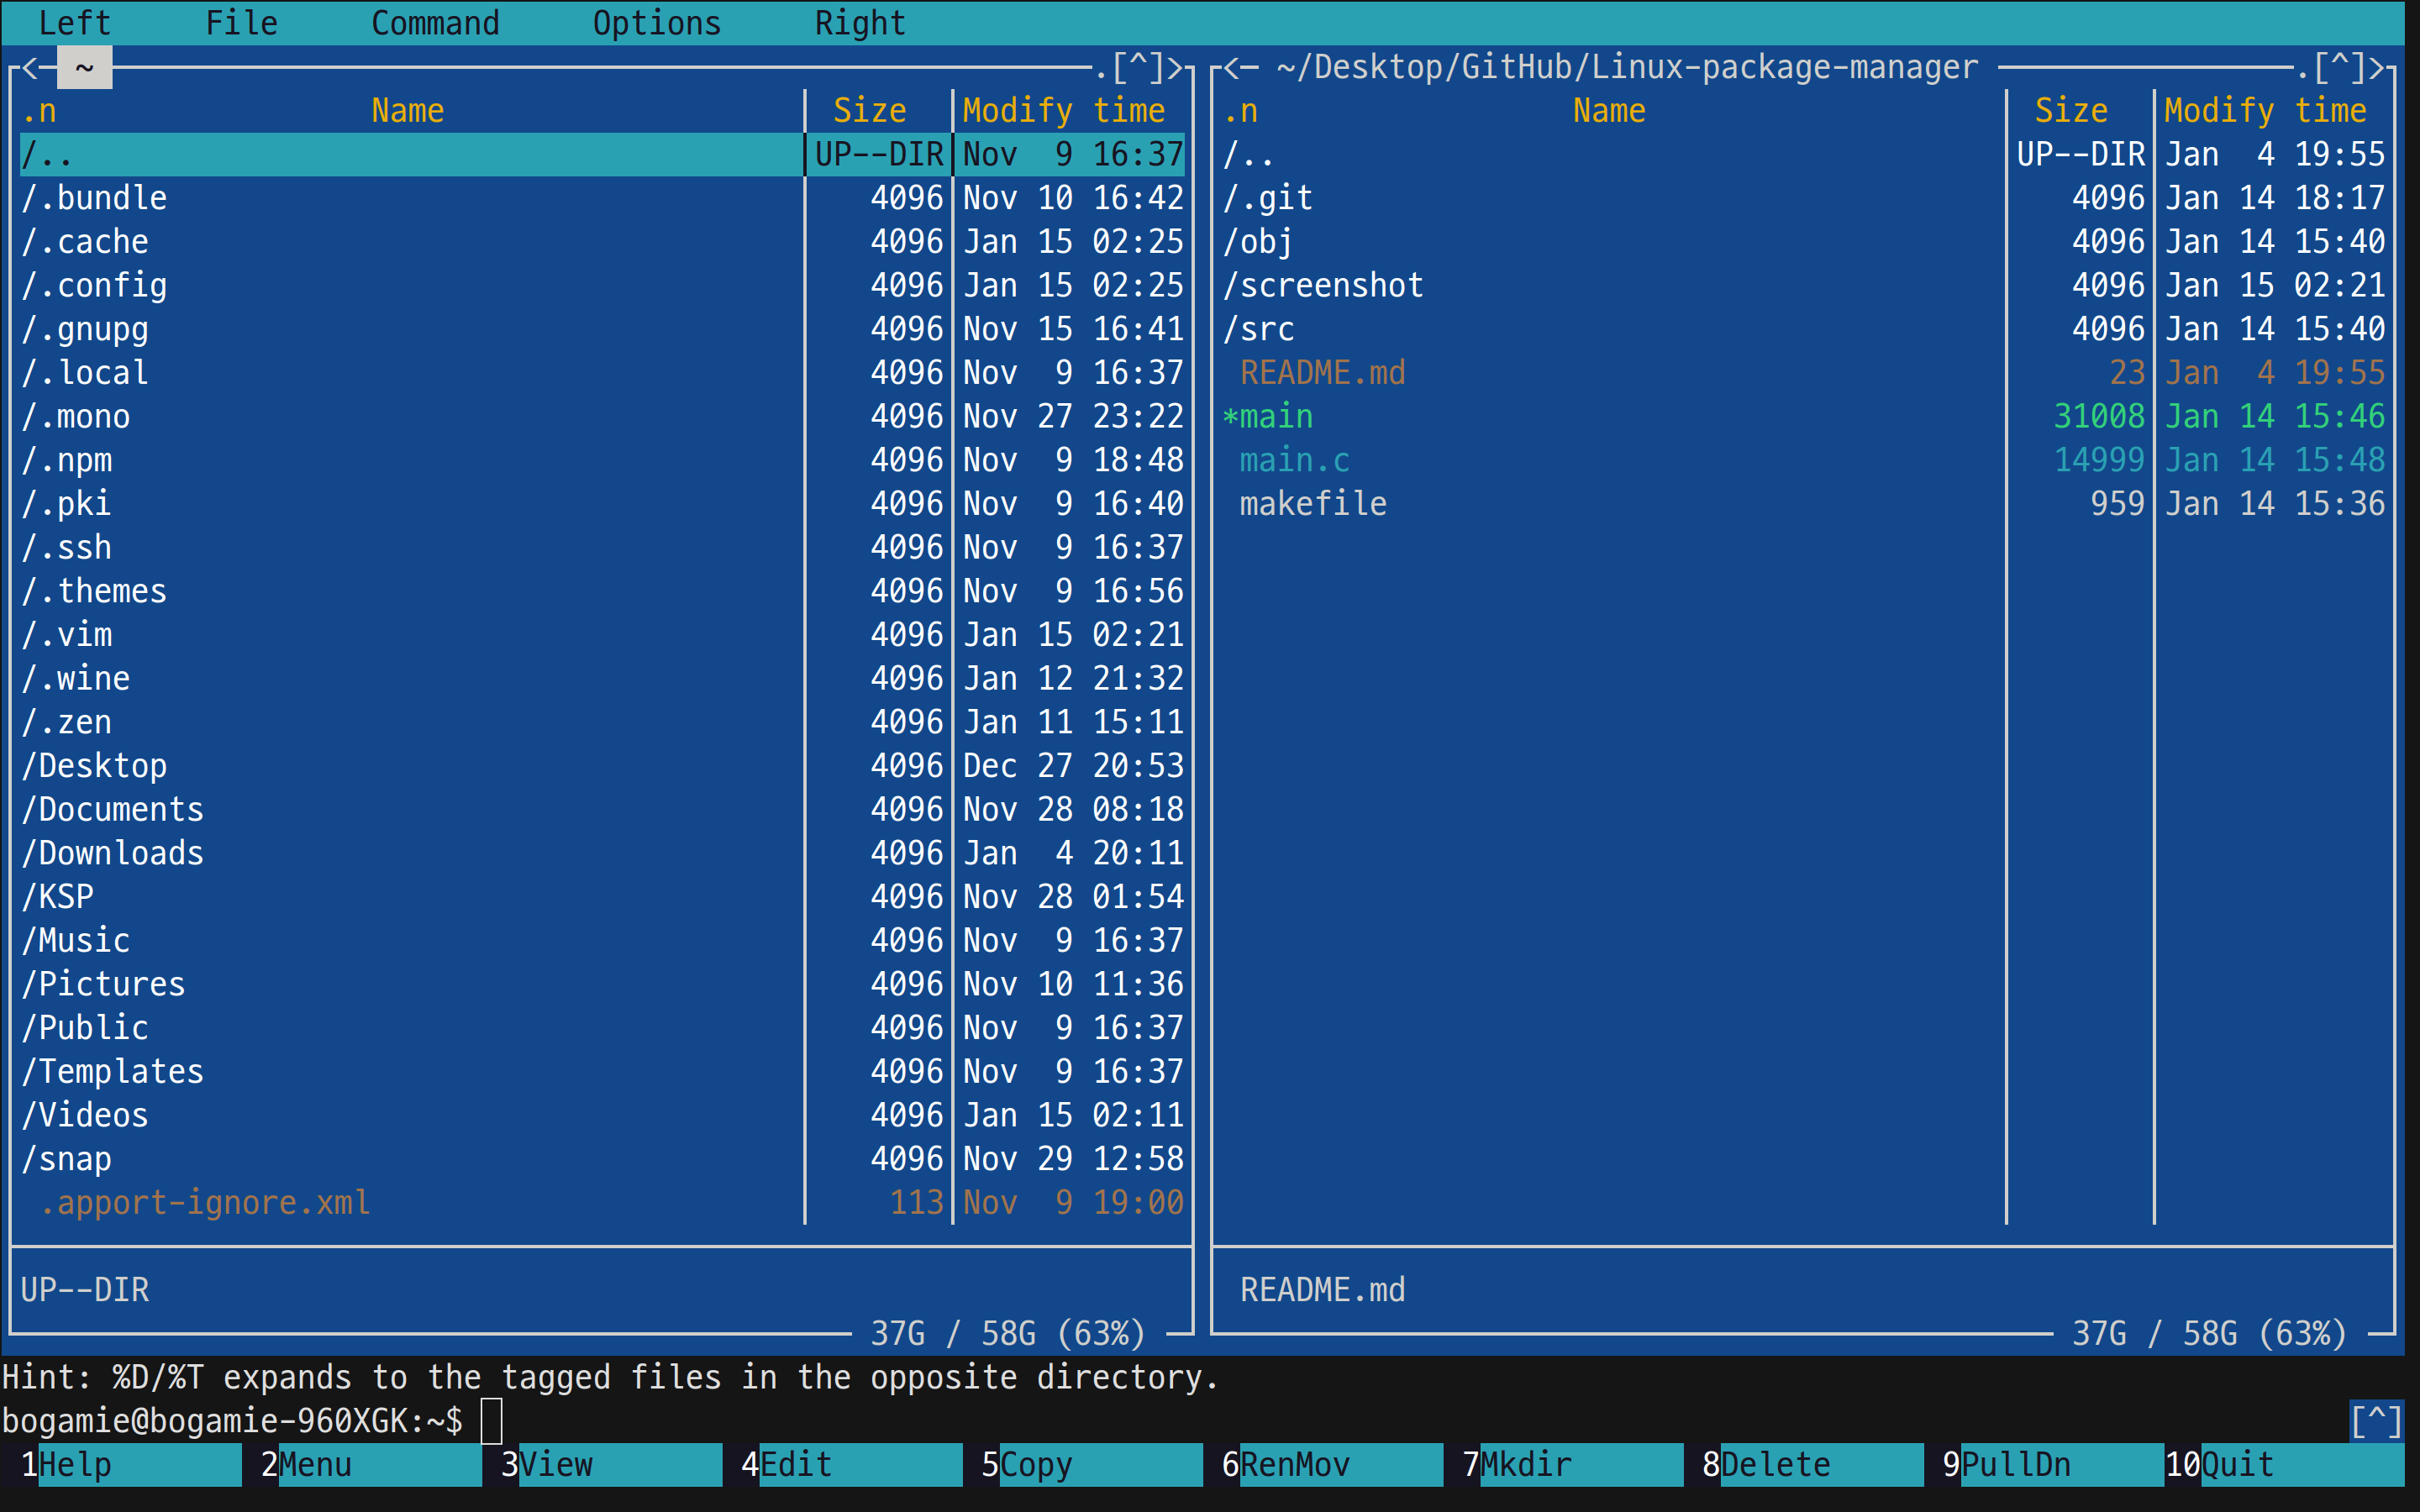 Left File Command Options Right
<─ ~ .[^]>
.n Name Size Modify time
/.. UP--DIR Nov 9 16:37
/.bundle 4096 Nov 10 16:42
/.cache 4096 Jan 15 02:25
/.config 4096 Jan 15 02:25
/.gnupg 4096 Nov 15 16:41
/.local 4096 Nov 9 16:37
/.mono 4096 Nov 27 23:22
/.npm 4096 Nov 9 18:48
/.pki 4096 Nov 9 16:40
/.ssh 4096 Nov 9 16:37
/.themes 4096 Nov 9 16:56
/.vim 4096 Jan 15 02:21
/.wine 4096 Jan 12 21:32
/.zen 4096 Jan 11 15:11
/Desktop 4096 Dec 27 20:53
/Documents 4096 Nov 28 08:18
/Downloads 4096 Jan 4 20:11
/KSP 4096 Nov 28 01:54
/Music 4096 Nov 9 16:37
/Pictures 4096 Nov 10 11:36
/Public 4096 Nov 9 16:37
/Templates 4096 Nov 9 16:37
/Videos 4096 Jan 15 02:11
/snap 4096 Nov 29 12:58
.apport-ignore.xml 113 Nov 9 19:00
UP--DIR
37G / 58G (63%)
<─ ~/Desktop/GitHub/Linux-package-manager .[^]>
.n Name Size Modify time
/.. UP--DIR Jan 4 19:55
/.git 4096 Jan 14 18:17
/obj 4096 Jan 14 15:40
/screenshot 4096 Jan 15 02:21
/src 4096 Jan 14 15:40
README.md 23 Jan 4 19:55
*main 31008 Jan 14 15:46
main.c 14999 Jan 14 15:48
makefile 959 Jan 14 15:36
README.md
37G / 58G (63%)
Hint: %D/%T expands to the tagged files in the opposite directory.
bogamie@bogamie-960XGK:~$ [^]
1Help 2Menu 3View 4Edit 5Copy 6RenMov 7Mkdir 8Delete 9PullDn 10Quit